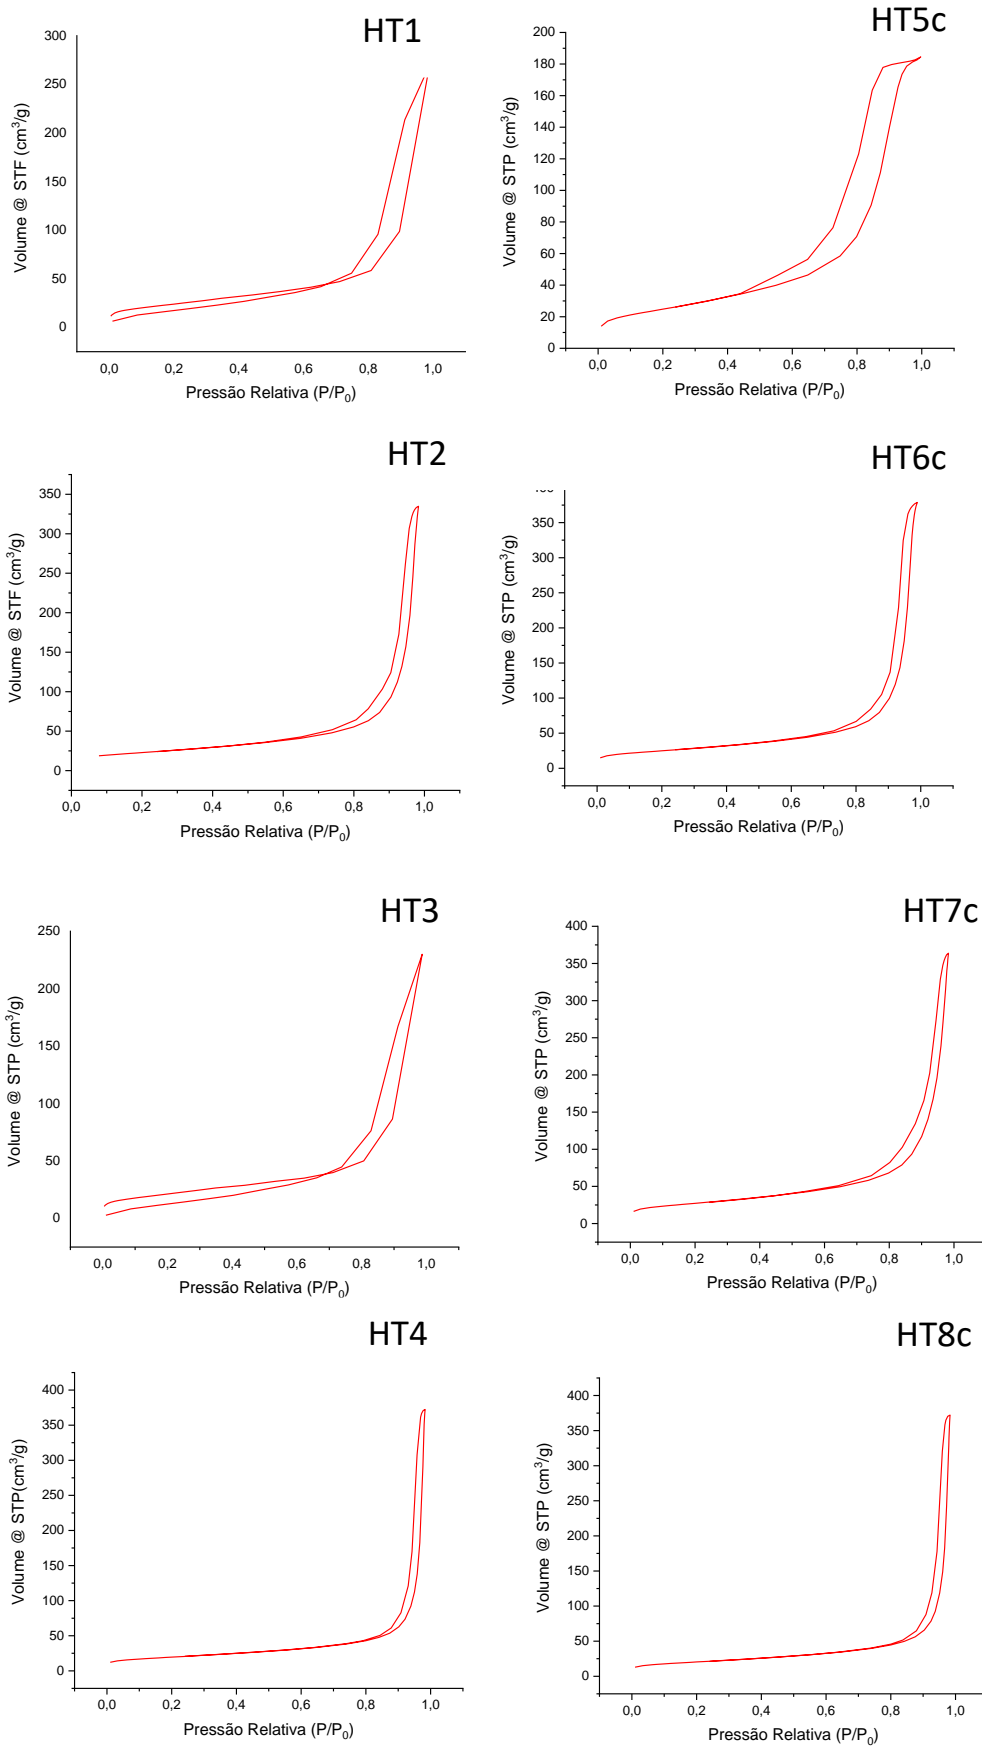 HT1
300
250
200
150
100
50
0
Volume @ STF (cm³/g)
0,0 0,2 0,4 0,6 0,8 1,0
Pressão Relativa (P/P₀)
HT5c
200
180
160
140
120
100
80
60
40
20
0
Volume @ STP (cm³/g)
0,0 0,2 0,4 0,6 0,8 1,0
Pressão Relativa (P/P₀)
HT2
350
300
250
200
150
100
50
0
Volume @ STF (cm³/g)
0,0 0,2 0,4 0,6 0,8 1,0
Pressão Relativa (P/P₀)
HT6c
400
350
300
250
200
150
100
50
0
Volume @ STP (cm³/g)
0,0 0,2 0,4 0,6 0,8 1,0
Pressão Relativa (P/P₀)
HT3
250
200
150
100
50
0
Volume @ STP (cm³/g)
0,0 0,2 0,4 0,6 0,8 1,0
Pressão Relativa (P/P₀)
HT7c
400
350
300
250
200
150
100
50
0
Volume @ STP (cm³/g)
0,0 0,2 0,4 0,6 0,8 1,0
Pressão Relativa (P/P₀)
HT4
400
350
300
250
200
150
100
50
0
Volume @ STP(cm³/g)
0,0 0,2 0,4 0,6 0,8 1,0
Pressão Relativa (P/P₀)
HT8c
400
350
300
250
200
150
100
50
0
Volume @ STP (cm³/g)
0,0 0,2 0,4 0,6 0,8 1,0
Pressão Relativa (P/P₀)